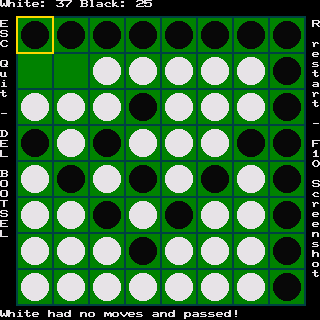 White: 37 Black: 25
ESC Quit - DEL BOOTSEL
R restart - F10 Screenshot
White had no moves and passed!